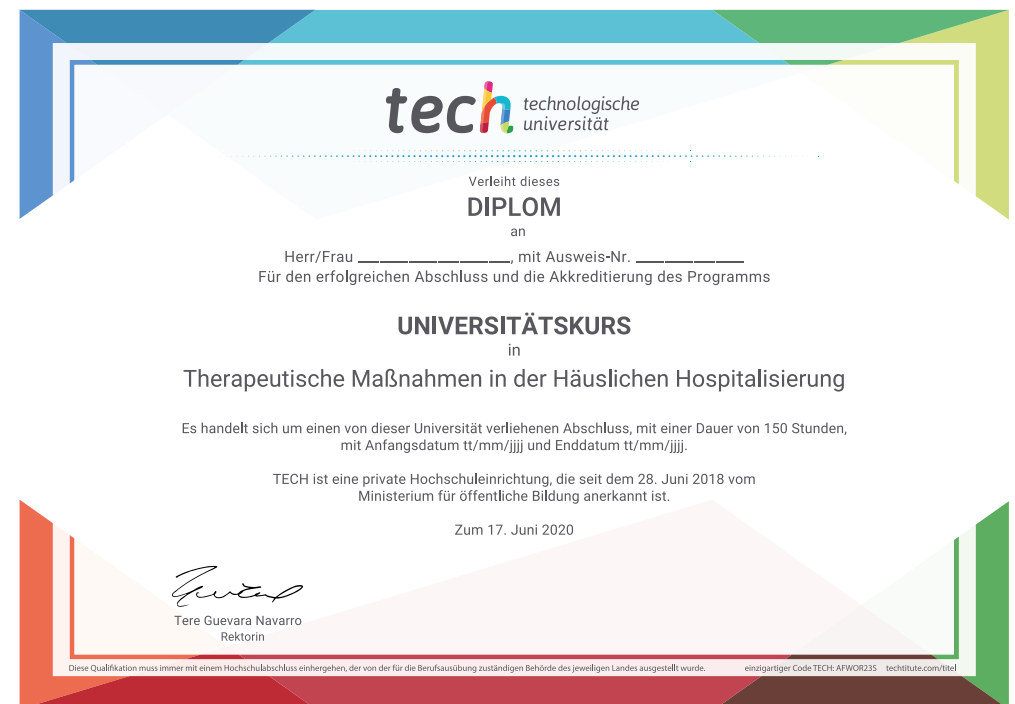 tech technologische
universität
Verleiht dieses
DIPLOM
an
Herr/Frau ____________________, mit Ausweis-Nr. ______________
Für den erfolgreichen Abschluss und die Akkreditierung des Programms
UNIVERSITÄTSKURS
in
Therapeutische Maßnahmen in der Häuslichen Hospitalisierung
Es handelt sich um einen von dieser Universität verliehenen Abschluss, mit einer Dauer von 150 Stunden,
mit Anfangsdatum tt/mm/jjjj und Enddatum tt/mm/jjjj.
TECH ist eine private Hochschuleinrichtung, die seit dem 28. Juni 2018 vom
Ministerium für öffentliche Bildung anerkannt ist.
Zum 17. Juni 2020
Tere Guevara Navarro
Rektorin
Diese Qualifikation muss immer mit einem Hochschulabschluss einhergehen, der von der für die Berufsausübung zuständigen Behörde des jeweiligen Landes ausgestellt wurde. einzigartiger Code TECH: AFWOR23S techtitute.com/titel